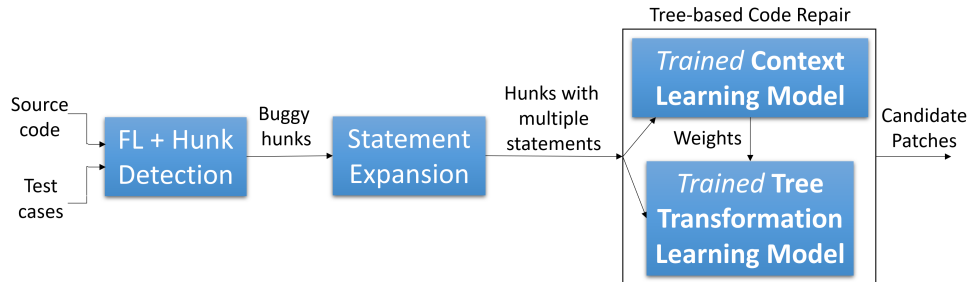 Tree-based Code Repair
Source
code
Test
cases
FL + Hunk
Detection
Buggy
hunks
Statement
Expansion
Hunks with
multiple
statements
Trained Context
Learning Model
Weights
Trained Tree
Transformation
Learning Model
Candidate
Patches